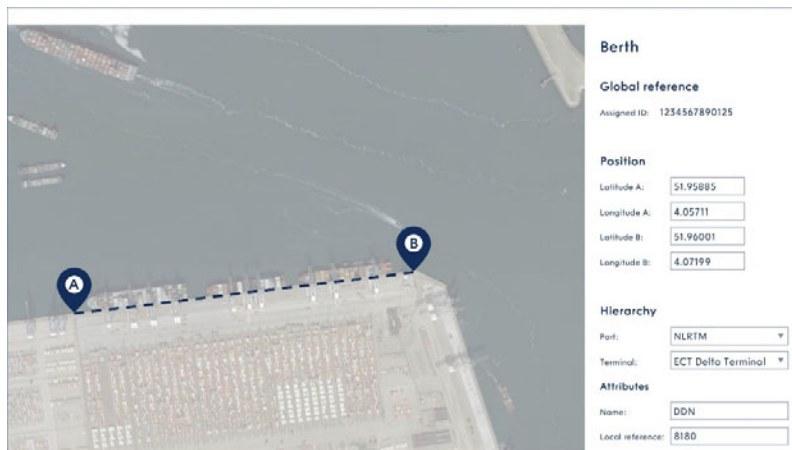 Berth
Global reference
Assigned ID: 1234567890125
Position
Latitude A: 51.95885
Longitude A: 4.05711
Latitude B: 51.96001
Longitude B: 4.07199
Hierarchy
Port: NLRTM
Terminal: ECT Delta Terminal
Attributes
Name: DDN
Local reference: 8180
A
B